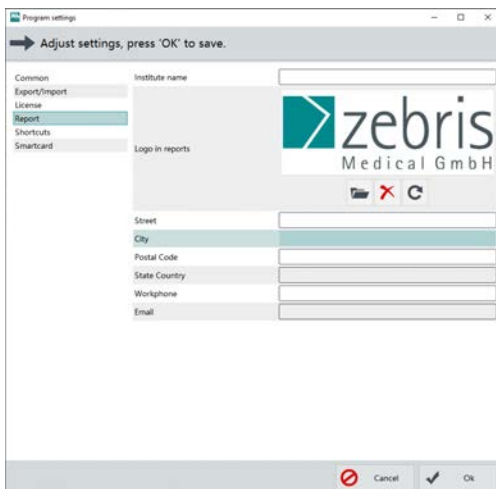 Program settings
Adjust settings, press 'OK' to save.
Common
Export/Import
License
Report
Shortcuts
Smartcard
Institute name
Logo in reports
zebris
Medical GmbH
Street
City
Postal Code
State Country
Workphone
Email
Cancel
Ok